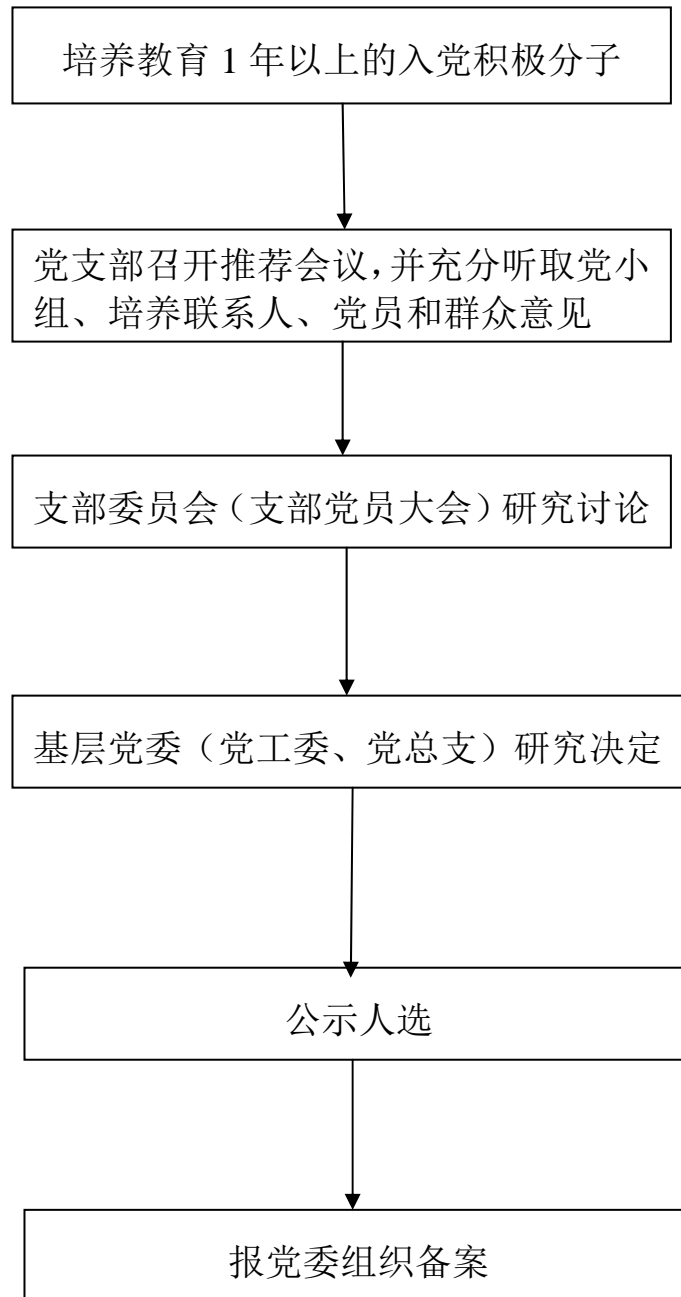 培养教育 1 年以上的入党积极分子
党支部召开推荐会议，并充分听取党小
组、培养联系人、党员和群众意见
支部委员会（支部党员大会）研究讨论
基层党委（党工委、党总支）研究决定
公示人选
报党委组织备案